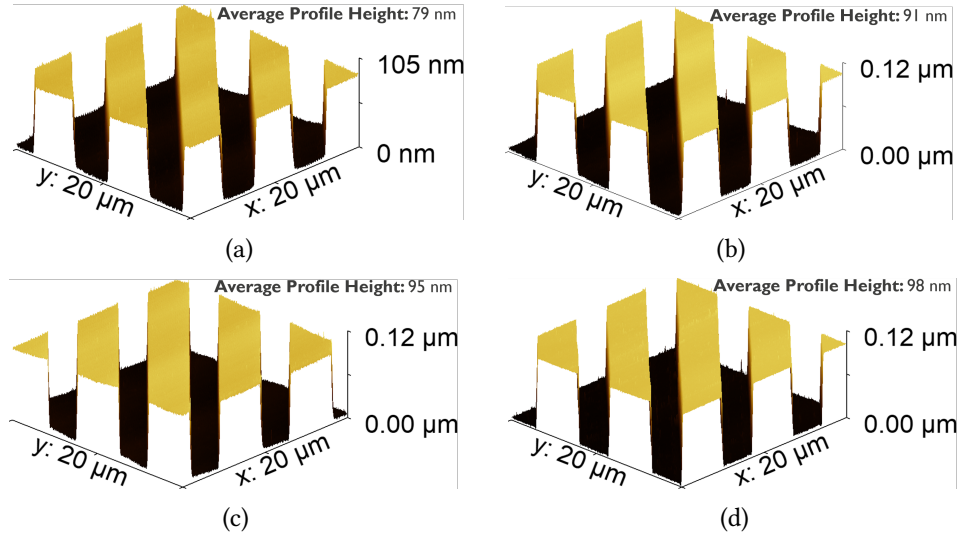 Average Profile Height: 79 nm
105 nm
0 nm
y: 20 µm
x: 20 µm
(a)
Average Profile Height: 91 nm
0.12 µm
0.00 µm
y: 20 µm
x: 20 µm
(b)
Average Profile Height: 95 nm
0.12 µm
0.00 µm
y: 20 µm
x: 20 µm
(c)
Average Profile Height: 98 nm
0.12 µm
0.00 µm
y: 20 µm
x: 20 µm
(d)